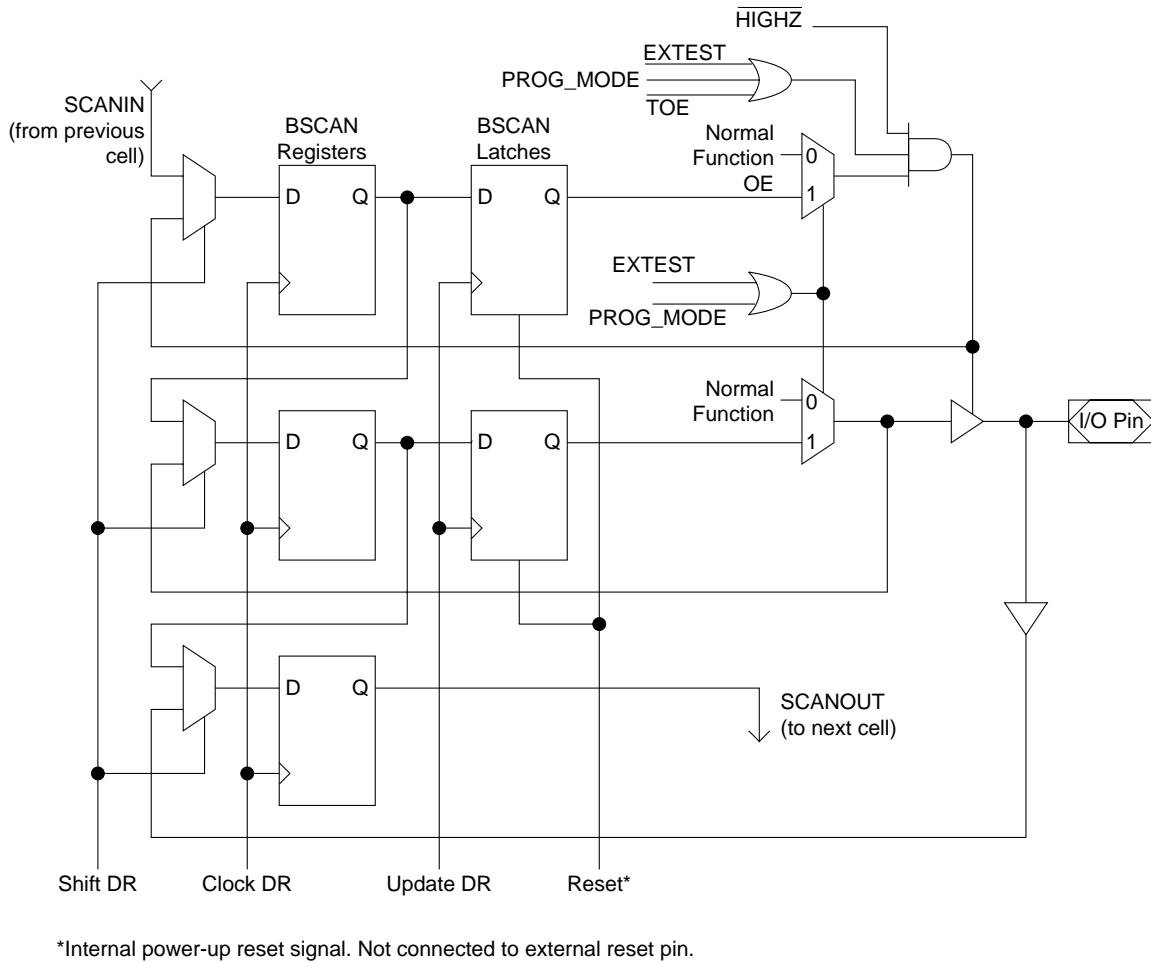 HIGHZ
EXTEST
PROG_MODE
TOE
SCANIN
(from previous
cell)
BSCAN
Registers
BSCAN
Latches
Normal
Function
OE
0
1
D Q
D Q
EXTEST
PROG_MODE
Normal
Function
0
1
I/O Pin
D Q
D Q
D Q
SCANOUT
(to next cell)
Shift DR
Clock DR
Update DR
Reset*
*Internal power-up reset signal. Not connected to external reset pin.